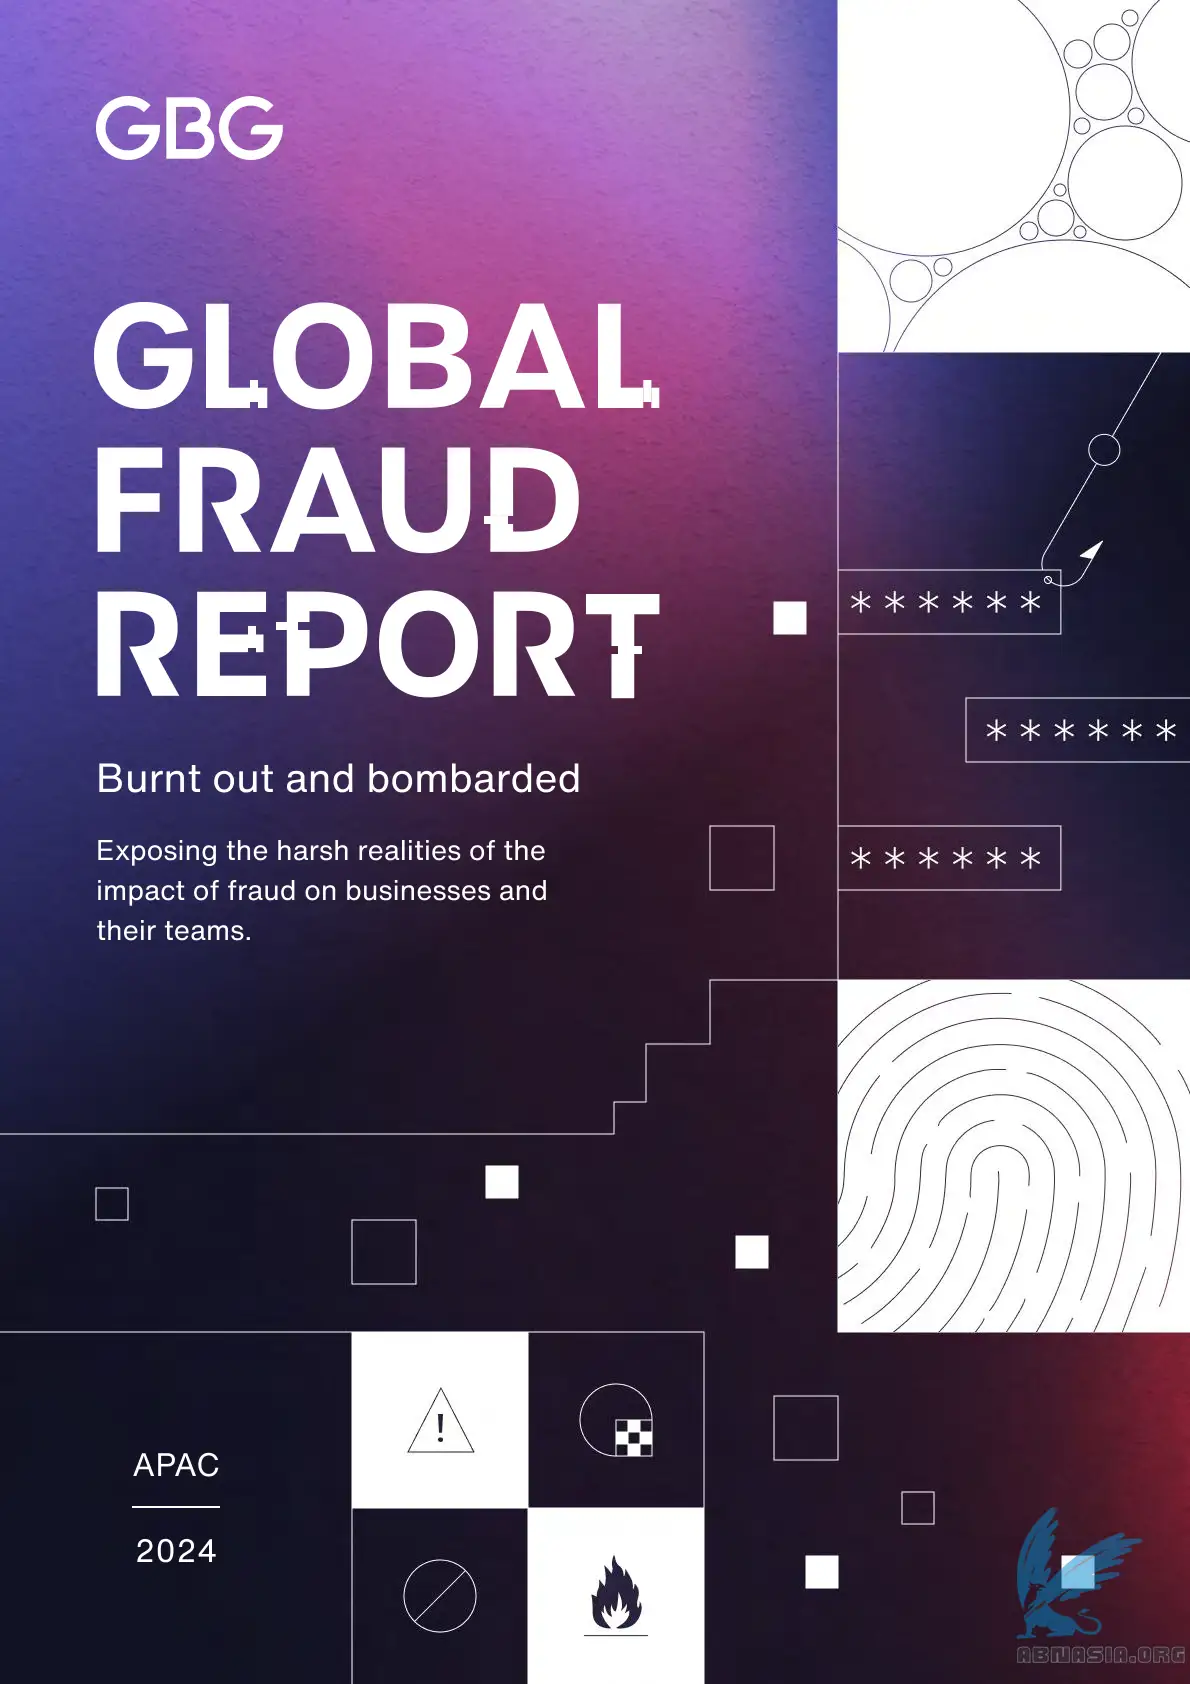 GBG
GLOBAL
FRAUD
REPORT
Burnt out and bombarded
Exposing the harsh realities of the
impact of fraud on businesses and
their teams.
******
******
******
!
APAC
2024
ABNASIA.ORG